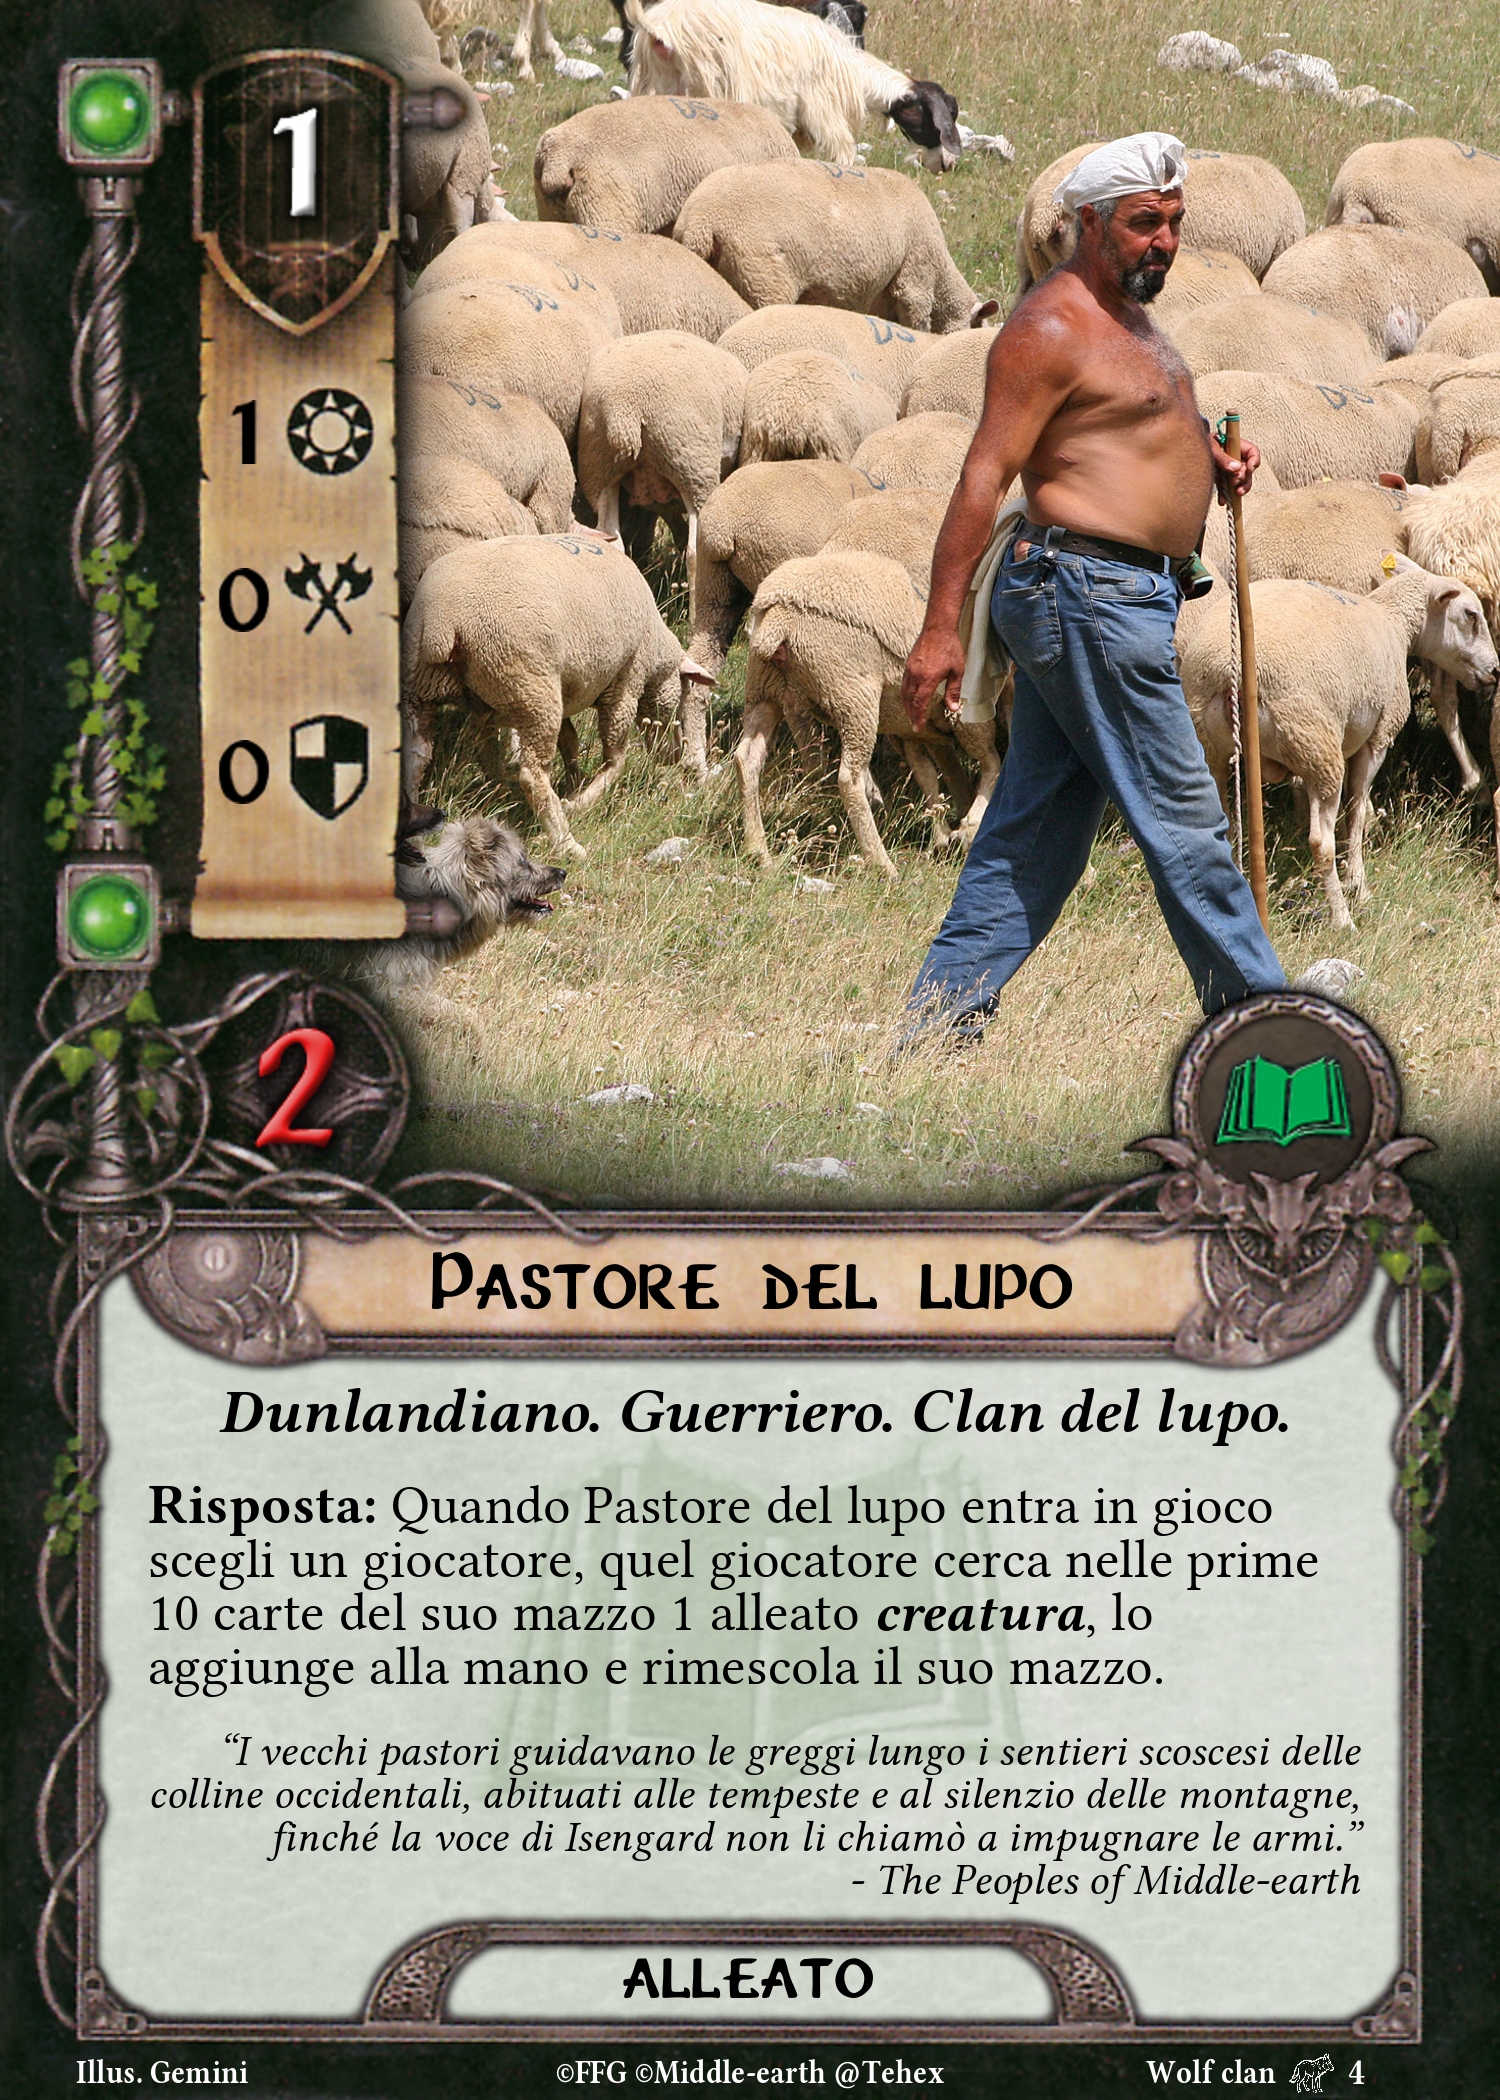 1
1
0
0
2
Pastore del lupo
Dunlandiano. Guerriero. Clan del lupo.
Risposta: Quando Pastore del lupo entra in gioco
scegli un giocatore, quel giocatore cerca nelle prime
10 carte del suo mazzo 1 alleato creatura, lo
aggiunge alla mano e rimescola il suo mazzo.
“I vecchi pastori guidavano le greggi lungo i sentieri scoscesi delle
colline occidentali, abituati alle tempeste e al silenzio delle montagne,
finché la voce di Isengard non li chiamò a impugnare le armi.”
- The Peoples of Middle-earth
ALLEATO
Illus. Gemini
©FFG ©Middle-earth @Tehex
Wolf clan 4